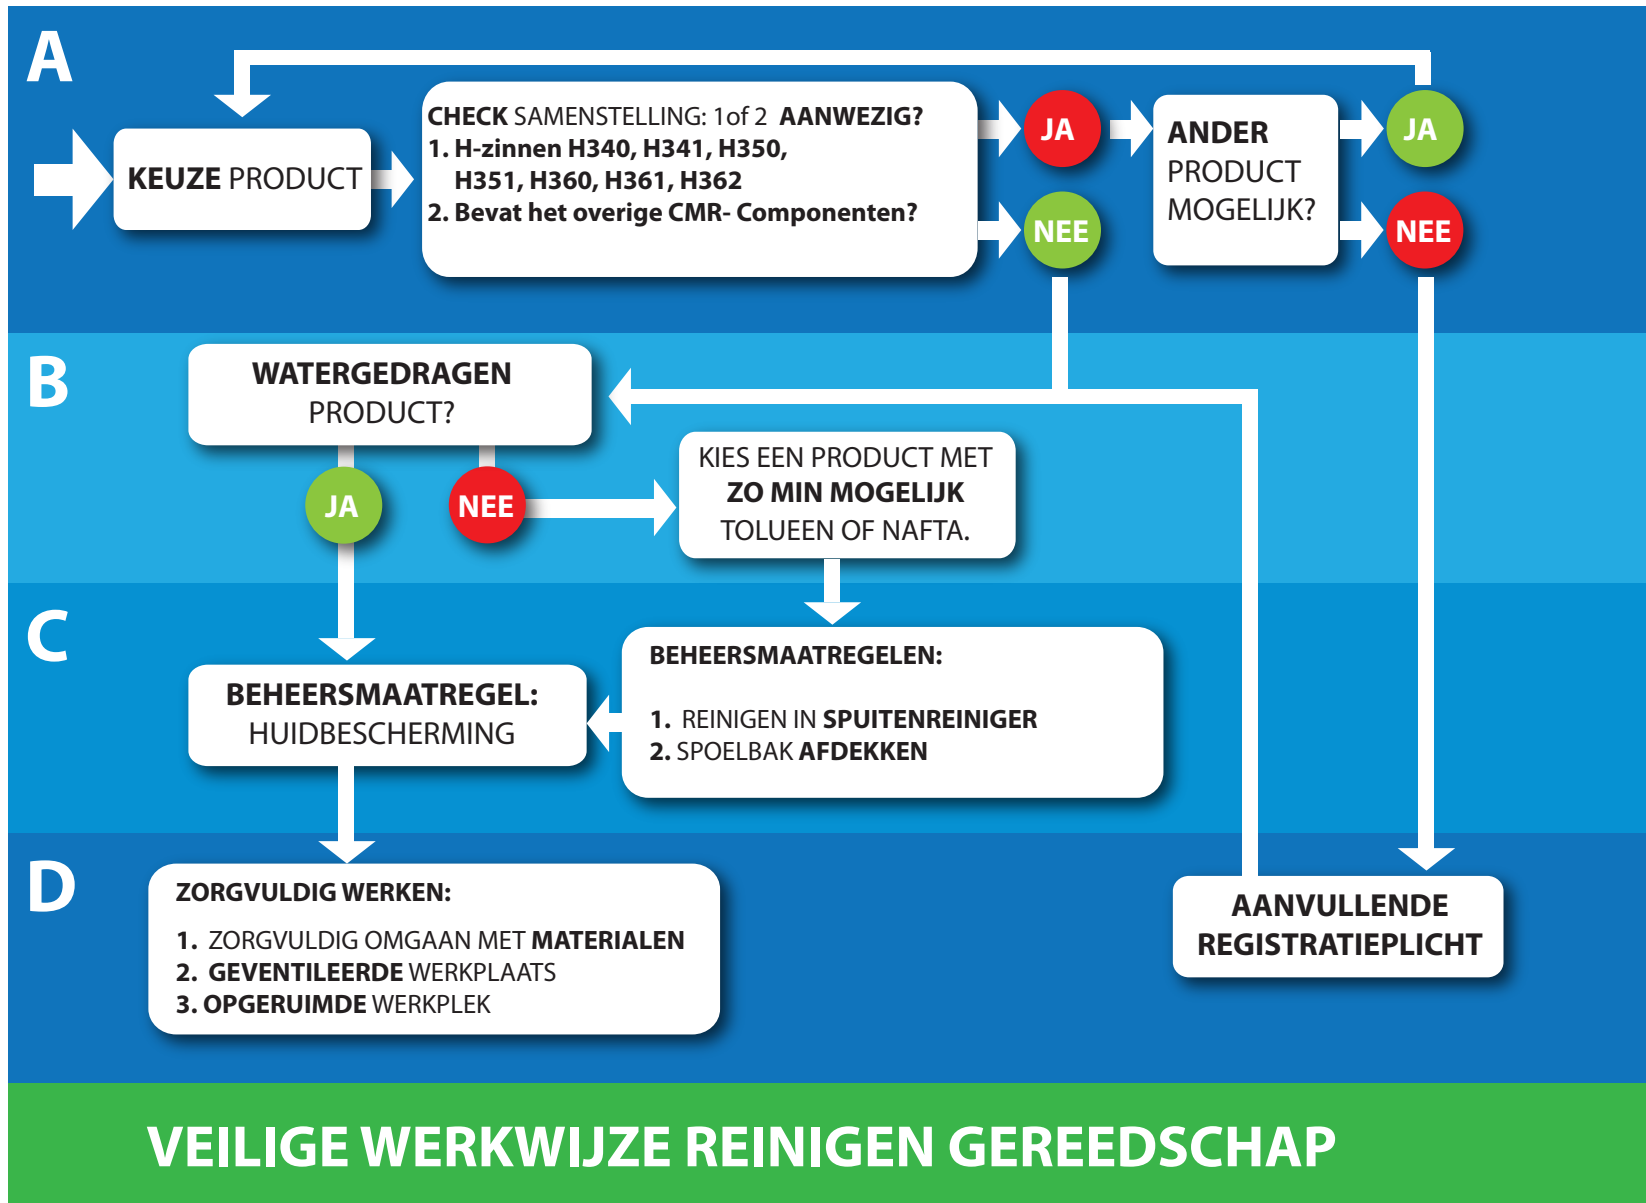 A
KEUZE PRODUCT
CHECK SAMENSTELLING: 1of 2 AANWEZIG?
1. H-zinnen H340, H341, H350,
H351, H360, H361, H362
2. Bevat het overige CMR- Componenten?
JA
NEE
ANDER
PRODUCT
MOGELIJK?
JA
NEE
B
WATERGEDRAGEN
PRODUCT?
JA
NEE
KIES EEN PRODUCT MET
ZO MIN MOGELIJK
TOLUEEN OF NAFTA.
C
BEHEERSMAATREGEL:
HUIDBESCHERMING
BEHEERSMAATREGELEN:
1. REINIGEN IN SPUITENREINIGER
2. SPOELBAK AFDEKKEN
D
ZORGVULDIG WERKEN:
1. ZORGVULDIG OMGAAN MET MATERIALEN
2. GEVENTILEERDE WERKPLAATS
3. OPGERUIMDE WERKPLEK
AANVULLENDE
REGISTRATIEPLICHT
VEILIGE WERKWIJZE REINIGEN GEREEDSCHAP